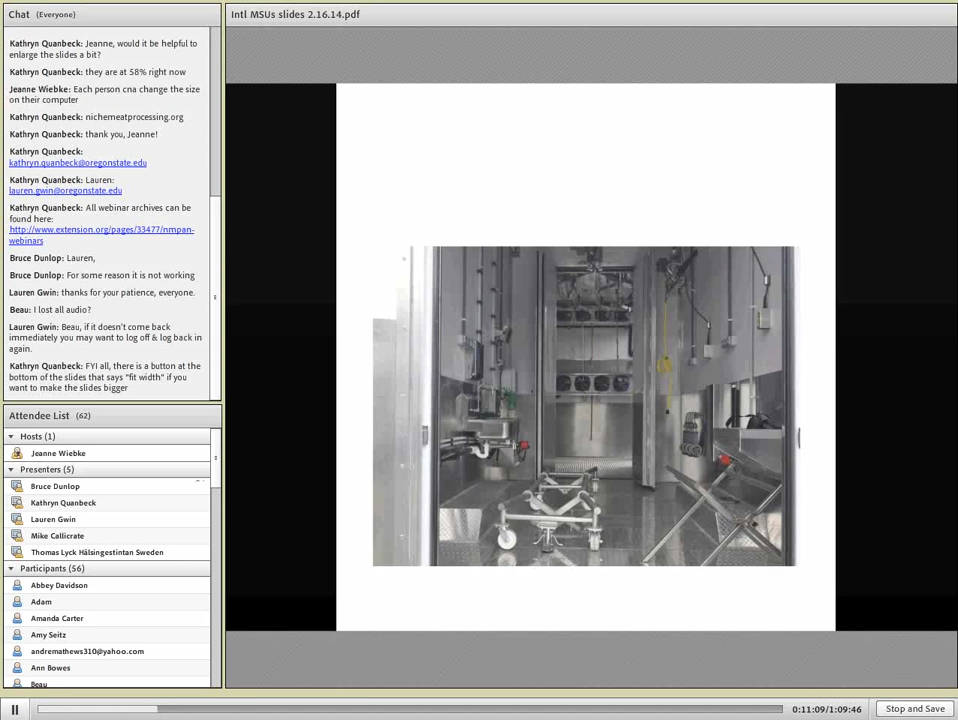 Chat (Everyone)
Kathryn Quanbeck: Jeanne, would it be helpful to
enlarge the slides a bit?
Kathryn Quanbeck: they are at 58% right now
Jeanne Wiebke: Each person cna change the size
on their computer
Kathryn Quanbeck: nichemeatprocessing.org
Kathryn Quanbeck: thank you, Jeanne!
Kathryn Quanbeck:
kathryn.quanbeck@oregonstate.edu
Kathryn Quanbeck: Lauren:
lauren.gwin@oregonstate.edu
Kathryn Quanbeck: All webinar archives can be
found here:
http://www.extension.org/pages/33477/nmpan-
webinars
Bruce Dunlop: Lauren,
Bruce Dunlop: For some reason it is not working
Lauren Gwin: thanks for your patience, everyone.
Beau: I lost all audio?
Lauren Gwin: Beau, if it doesn't come back
immediately you may want to log off & log back in
again.
Kathryn Quanbeck: FYI all, there is a button at the
bottom of the slides that says "fit width" if you
want to make the slides bigger
Attendee List (62)
Hosts (1)
Jeanne Wiebke
Presenters (5)
Bruce Dunlop
Kathryn Quanbeck
Lauren Gwin
Mike Callicrate
Thomas Lyck Hälsingestintan Sweden
Participants (56)
Abbey Davidson
Adam
Amanda Carter
Amy Seitz
andremathews310@yahoo.com
Ann Bowes
Beau
Intl MSUs slides 2.16.14.pdf
0:11:09/1:09:46
Stop and Save